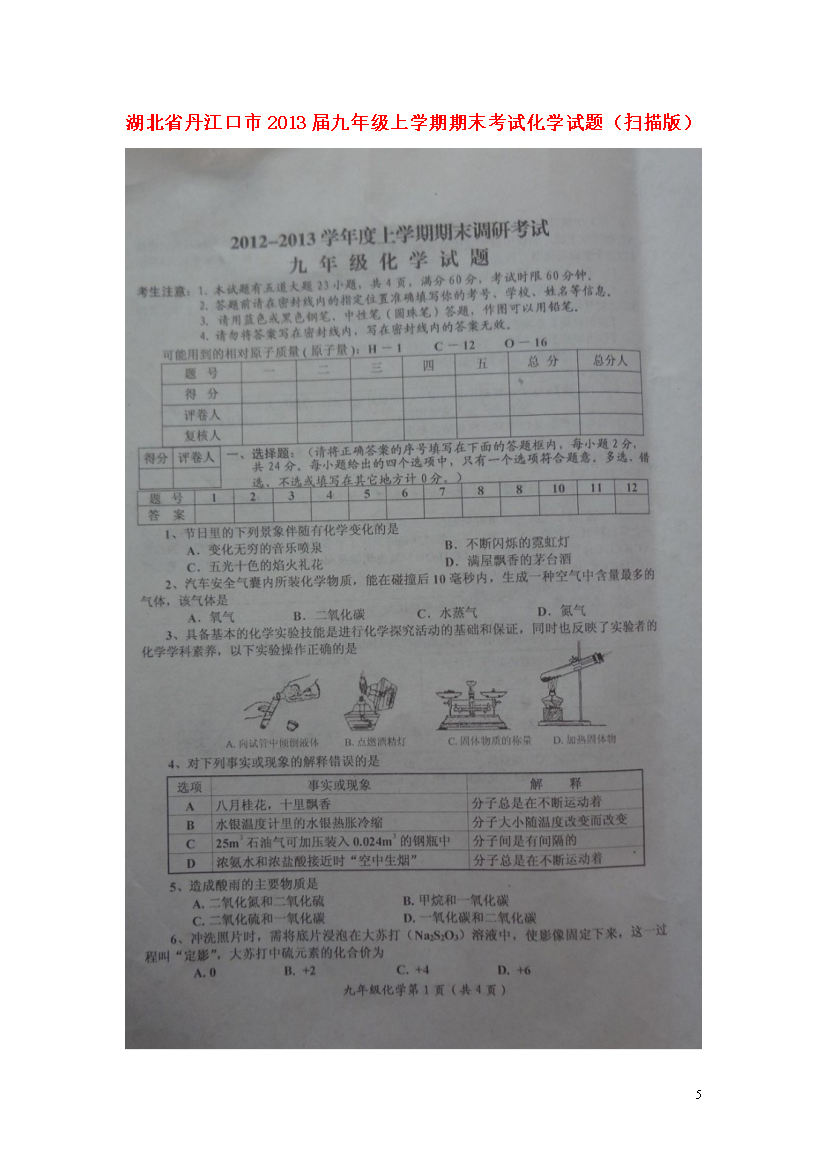 湖北省丹江口市2013届九年级上学期期末考试化学试题（扫描版）
2012-2013学年度上学期期末调研考试
九年级化学试题
考生注意：1、本试题有五道大题23小题，共4页，满分60分，考试时限60分钟。
2、答题前请在密封线内的指定位置准确填写你的考号、学校、姓名等信息。
3、请用蓝色或黑色钢笔、中性笔（圆珠笔）答题，作图可以用铅笔。
4、请勿将答案写在密封线内，写在密封线内的答案无效。
可能用到的相对原子质量(原子量)：H－1 C－12 O－16
题号 一 二 三 四 五 总分 总分人
得分
评卷人
复核人
得分 评卷人
一、选择题：（请将正确答案的序号填写在下面的答题框内，每小题2分，
共24分。每小题给出的四个选项中，只有一个选项符合题意。多选、错
选、不选或填写在其它地方计0分。）
题号 1 2 3 4 5 6 7 8 8 10 11 12
答案
1、节日里的下列景象伴随有化学变化的是
A．变化无穷的音乐喷泉 B．不断闪烁的霓虹灯
C．五光十色的焰火礼花 D．满屋飘香的茅台酒
2、汽车安全气囊内所装化学物质，能在碰撞后10毫秒内，生成一种空气中含量最多的
气体，该气体是
A．氧气 B．二氧化碳 C．水蒸气 D．氮气
3、具备基本的化学实验技能是进行化学探究活动的基础和保证，同时也反映了实验者的
化学学科素养，以下实验操作正确的是
A.向试管中倾倒液体 B.点燃酒精灯 C.固体物质的称量 D.加热固体物
4、对下列事实或现象的解释错误的是
选项 事实或现象 解释
A 八月桂花，十里飘香 分子总是在不断运动着
B 水银温度计里的水银热胀冷缩 分子大小随温度改变而改变
C 25m³石油气可加压装入0.024m³的钢瓶中 分子间是有间隔的
D 浓氨水和浓盐酸接近时“空中生烟” 分子总是在不断运动着
5、造成酸雨的主要物质是
A.二氧化氮和二氧化硫 B.甲烷和一氧化碳
C.二氧化硫和一氧化碳 D.一氧化碳和二氧化碳
6、冲洗照片时，需将底片浸泡在大苏打（Na₂S₂O₃）溶液中，使影像固定下来，这一过
程叫“定影”，大苏打中硫元素的化合价为
A.0 B. +2 C. +4 D. +6
九年级化学第1页（共4页）
5